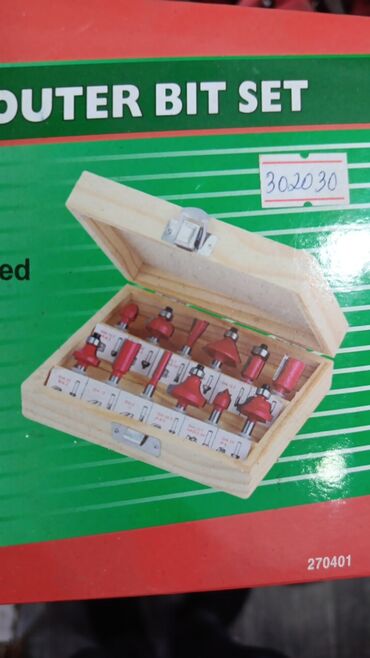 OUTER BIT SET
302030
ed
270401